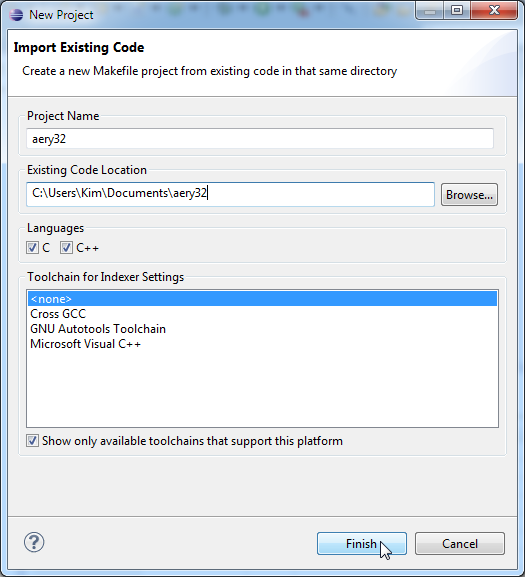 New Project
Import Existing Code
Create a new Makefile project from existing code in that same directory
Project Name
aery32
Existing Code Location
C:\Users\Kim\Documents\aery32
Browse...
Languages
C C++
Toolchain for Indexer Settings
<none>
Cross GCC
GNU Autotools Toolchain
Microsoft Visual C++
Show only available toolchains that support this platform
?
Finish Cancel